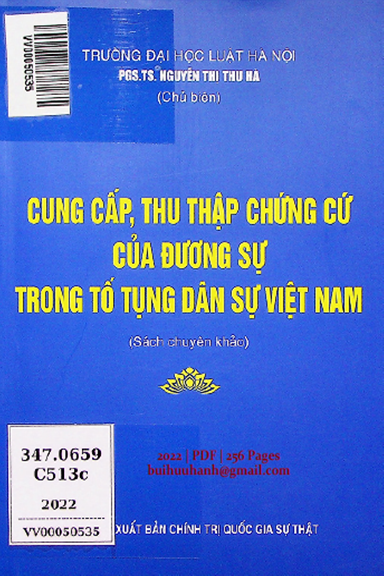 VV00050535
TRƯỜNG ĐẠI HỌC LUẬT HÀ NỘI
PGS.TS. NGUYỄN THỊ THU HÀ
(Chủ biên)
CUNG CẤP, THU THẬP CHỨNG CỨ
CỦA ĐƯƠNG SỰ
TRONG TỐ TỤNG DÂN SỰ VIỆT NAM
(Sách chuyên khảo)
347.0659
C513c
2022
VV00050535
2022 | PDF | 256 Pages
buihuuhanh@gmail.com
XUẤT BẢN CHÍNH TRỊ QUỐC GIA SỰ THẬT